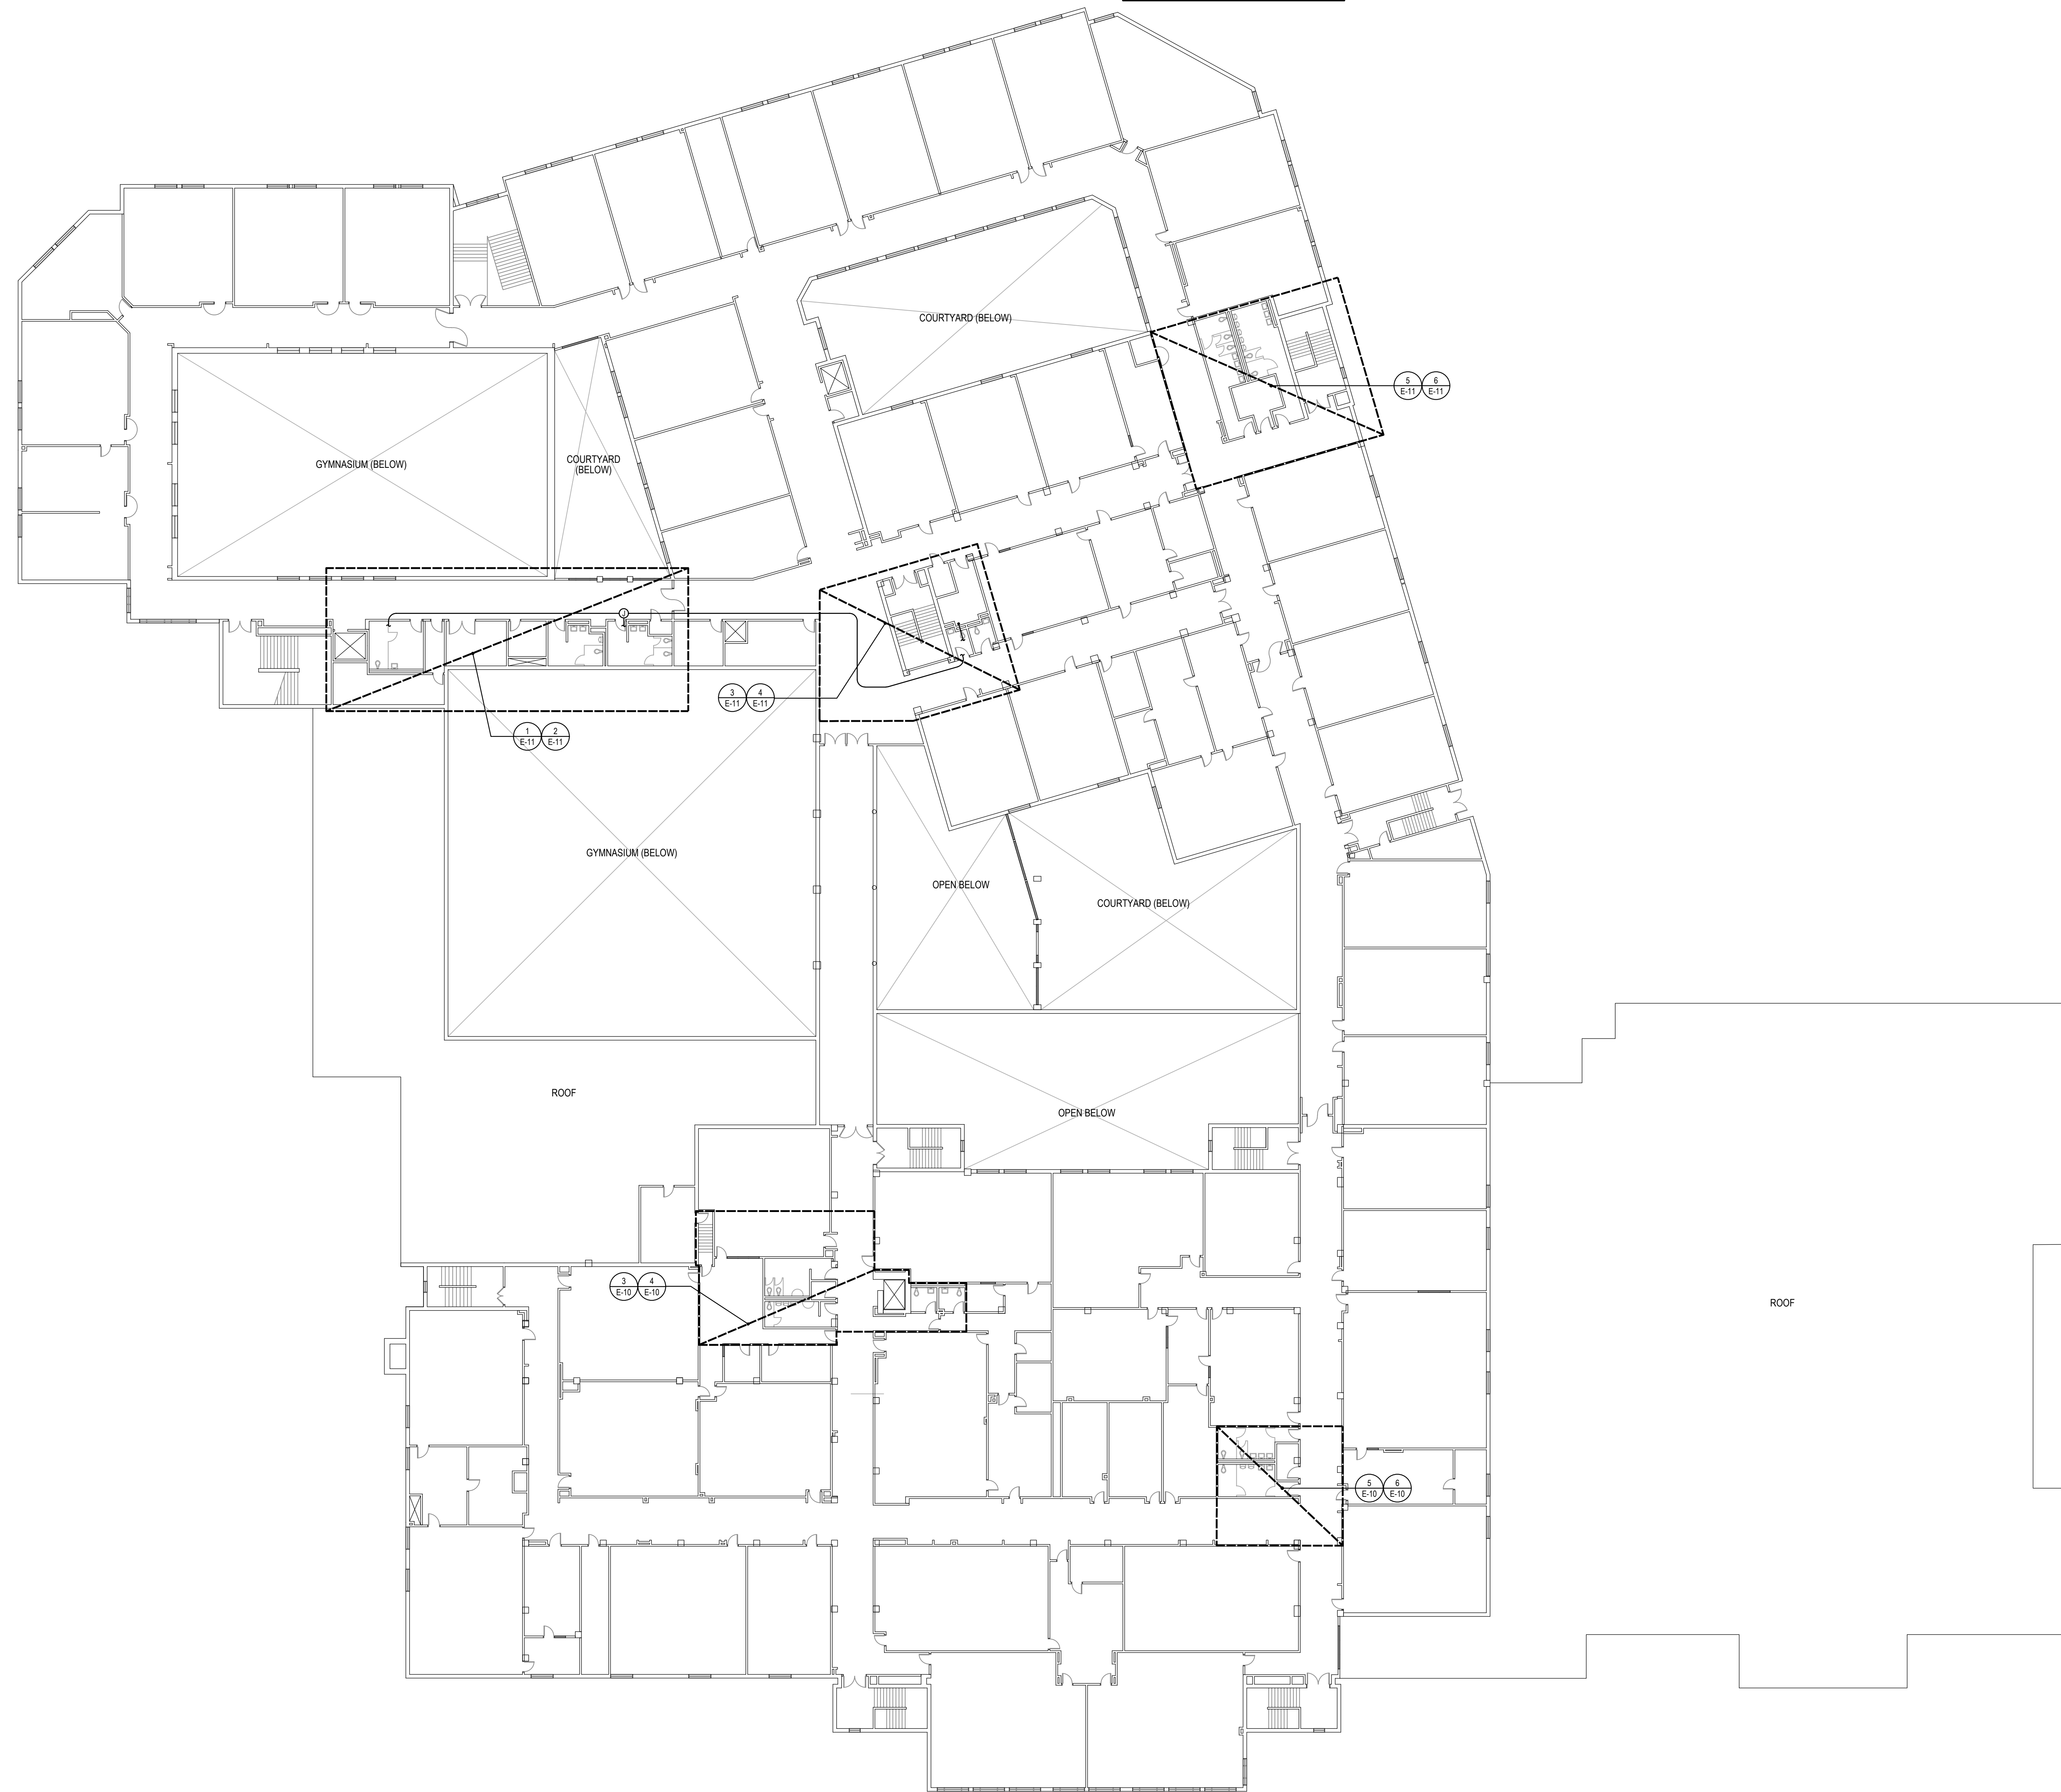 COURTYARD (BELOW)
5
E-11
6
E-11
GYMNASIUM (BELOW)
COURTYARD
(BELOW)
J
3
E-11
4
E-11
1
E-11
2
E-11
GYMNASIUM (BELOW)
OPEN BELOW
COURTYARD (BELOW)
ROOF
OPEN BELOW
3
E-10
4
E-10
ROOF
5
E-10
6
E-10